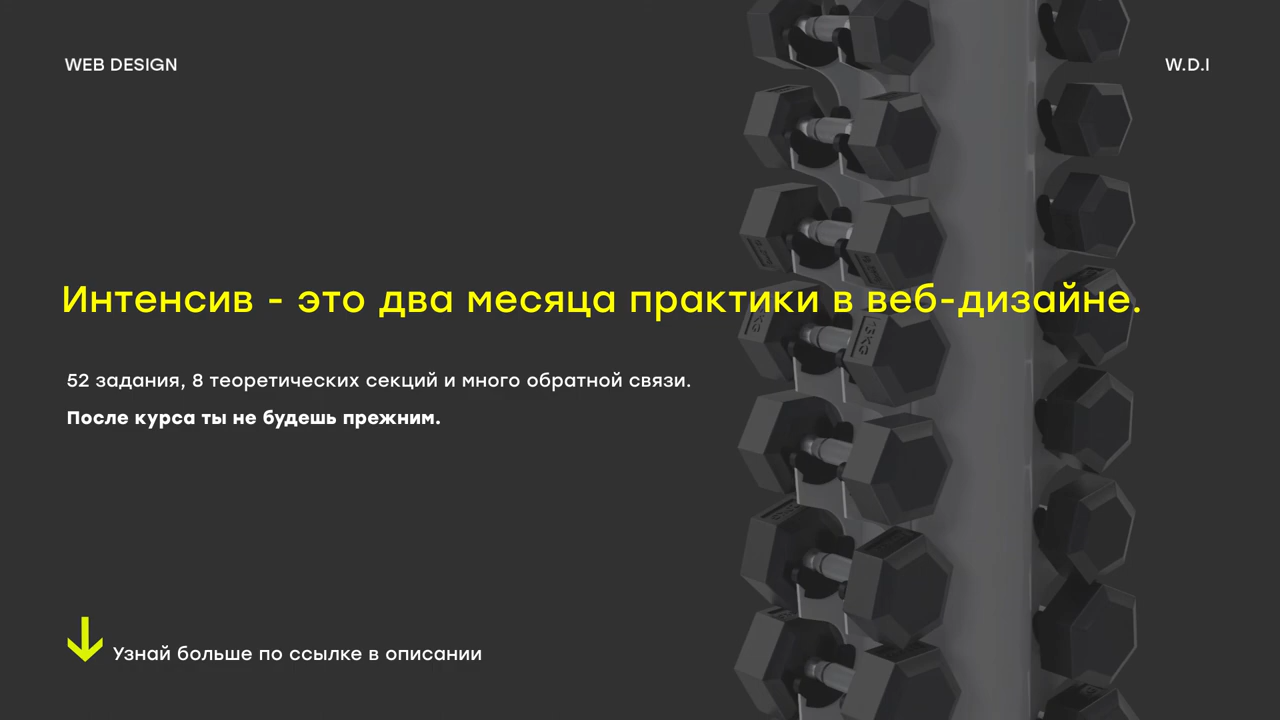 WEB DESIGN
W.D.I
Интенсив - это два месяца практики в веб-дизайне.
52 задания, 8 теоретических секций и много обратной связи.
После курса ты не будешь прежним.
Узнай больше по ссылке в описании